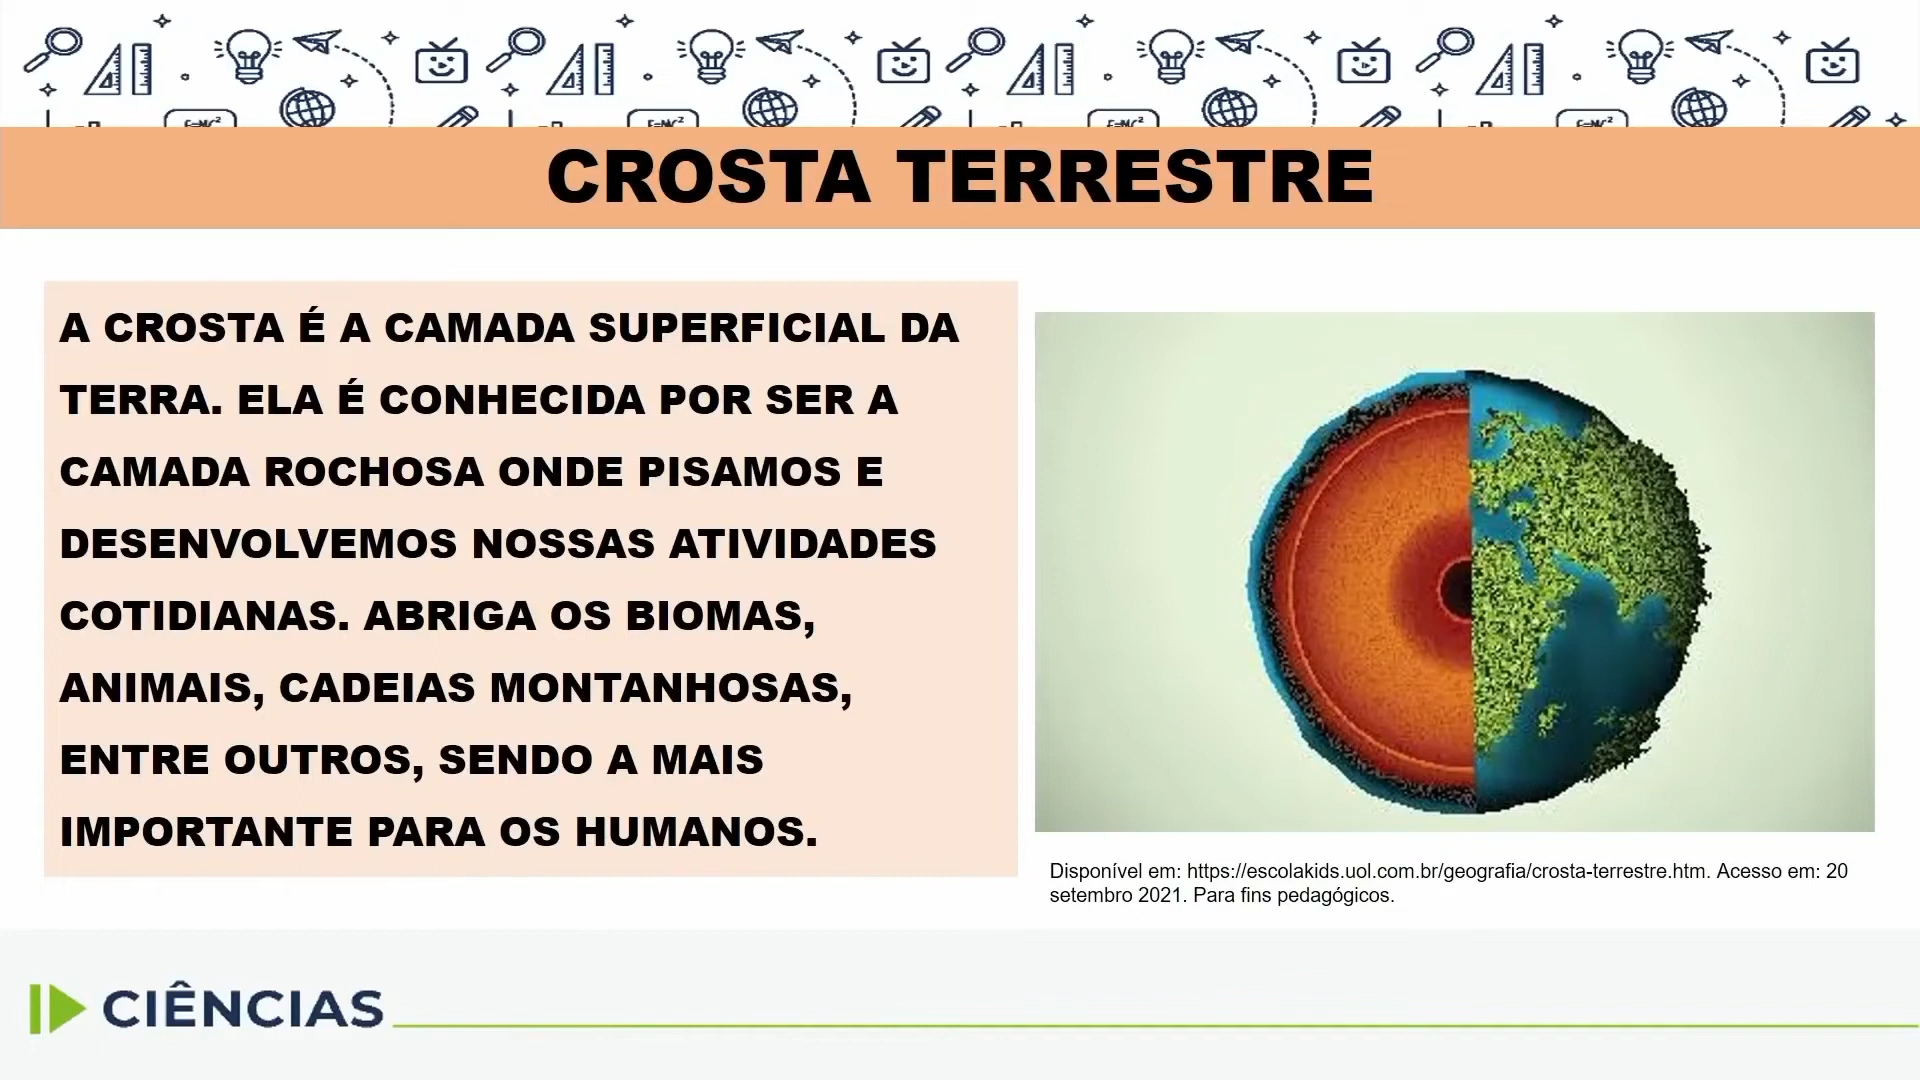 CROSTA TERRESTRE
A CROSTA É A CAMADA SUPERFICIAL DA
TERRA. ELA É CONHECIDA POR SER A
CAMADA ROCHOSA ONDE PISAMOS E
DESENVOLVEMOS NOSSAS ATIVIDADES
COTIDIANAS. ABRIGA OS BIOMAS,
ANIMAIS, CADEIAS MONTANHOSAS,
ENTRE OUTROS, SENDO A MAIS
IMPORTANTE PARA OS HUMANOS.
Disponível em: https://escolakids.uol.com.br/geografia/crosta-terrestre.htm. Acesso em: 20
setembro 2021. Para fins pedagógicos.
CIÊNCIAS